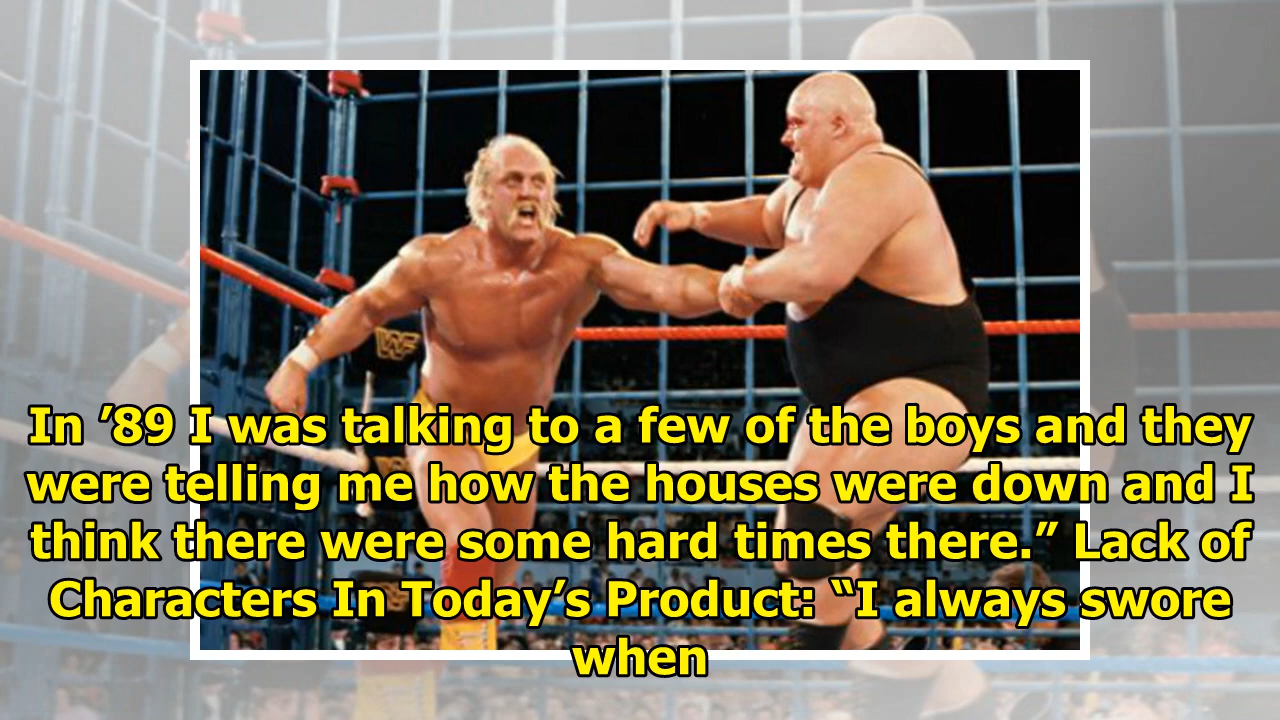 WF
In ’89 I was talking to a few of the boys and they
were telling me how the houses were down and I
think there were some hard times there.” Lack of
Characters In Today’s Product: “I always swore
when